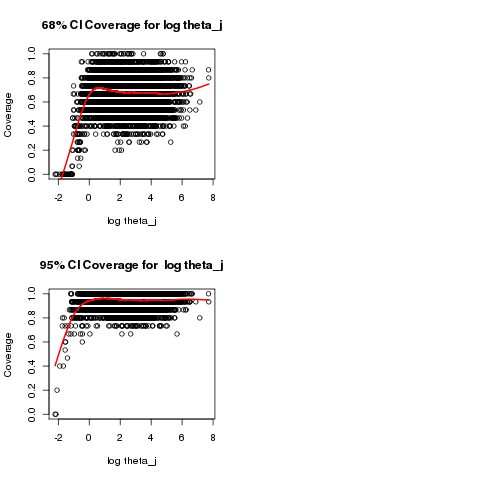 68% CI Coverage for log theta_j
Coverage
0.0 0.2 0.4 0.6 0.8 1.0
-2 0 2 4 6 8
log theta_j
95% CI Coverage for  log theta_j
Coverage
0.0 0.2 0.4 0.6 0.8 1.0
-2 0 2 4 6 8
log theta_j